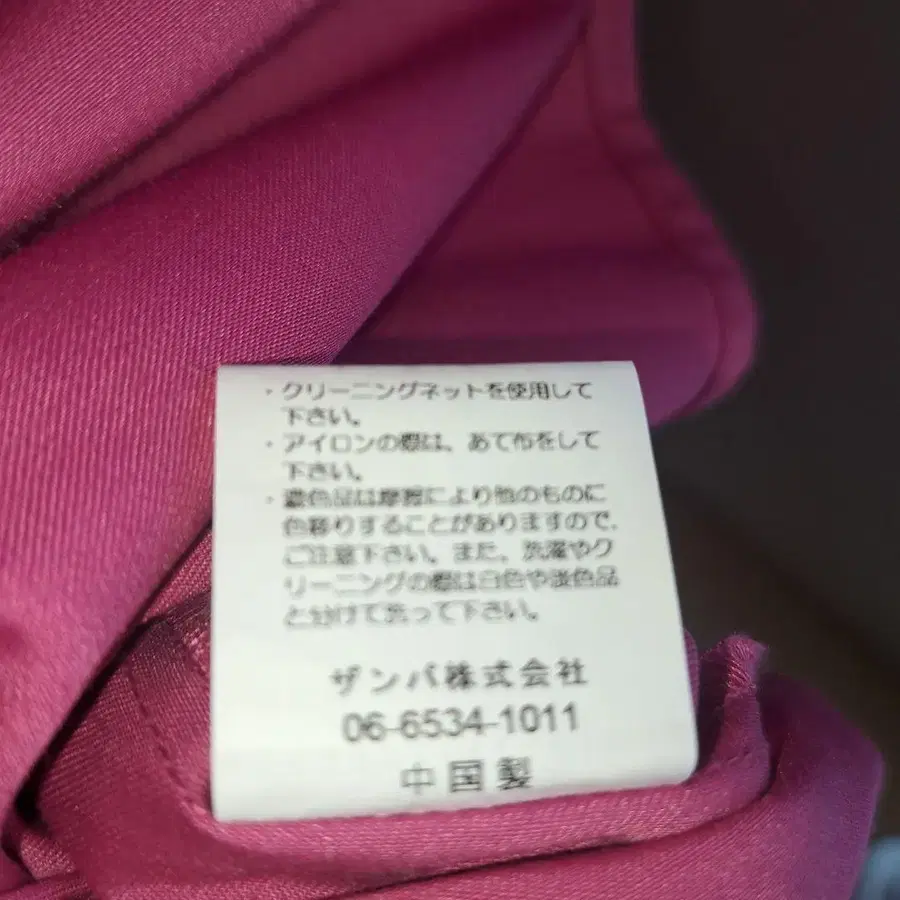 ・クリーニングネットを使用して
下さい。
・アイロンの際は、あて布をして
下さい。
・濃色品は摩擦により他のものに
色移りすることがありますので、
ご注意下さい。また、洗濯やク
リーニングの際は白色や淡色品
と分けて洗って下さい。
ザンパ株式会社
06-6534-1011
中国製